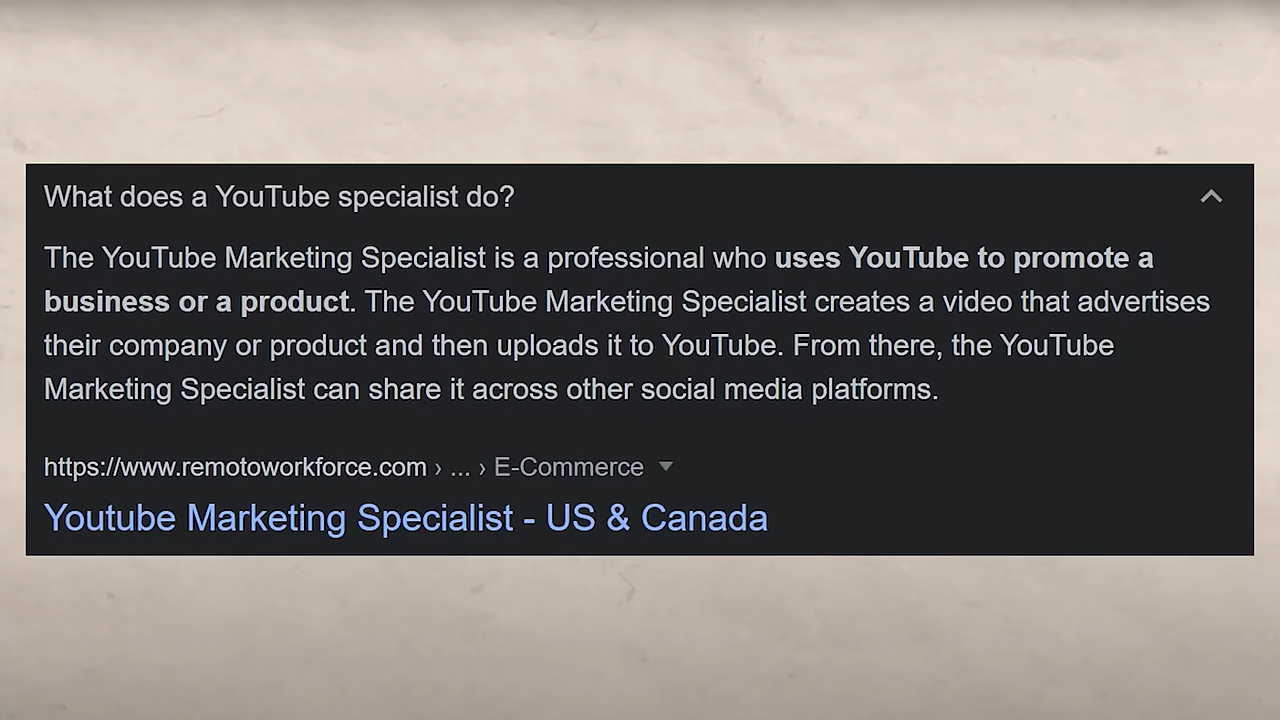 What does a YouTube specialist do?
The YouTube Marketing Specialist is a professional who uses YouTube to promote a
business or a product. The YouTube Marketing Specialist creates a video that advertises
their company or product and then uploads it to YouTube. From there, the YouTube
Marketing Specialist can share it across other social media platforms.
https://www.remotoworkforce.com › ... › E-Commerce
Youtube Marketing Specialist - US & Canada